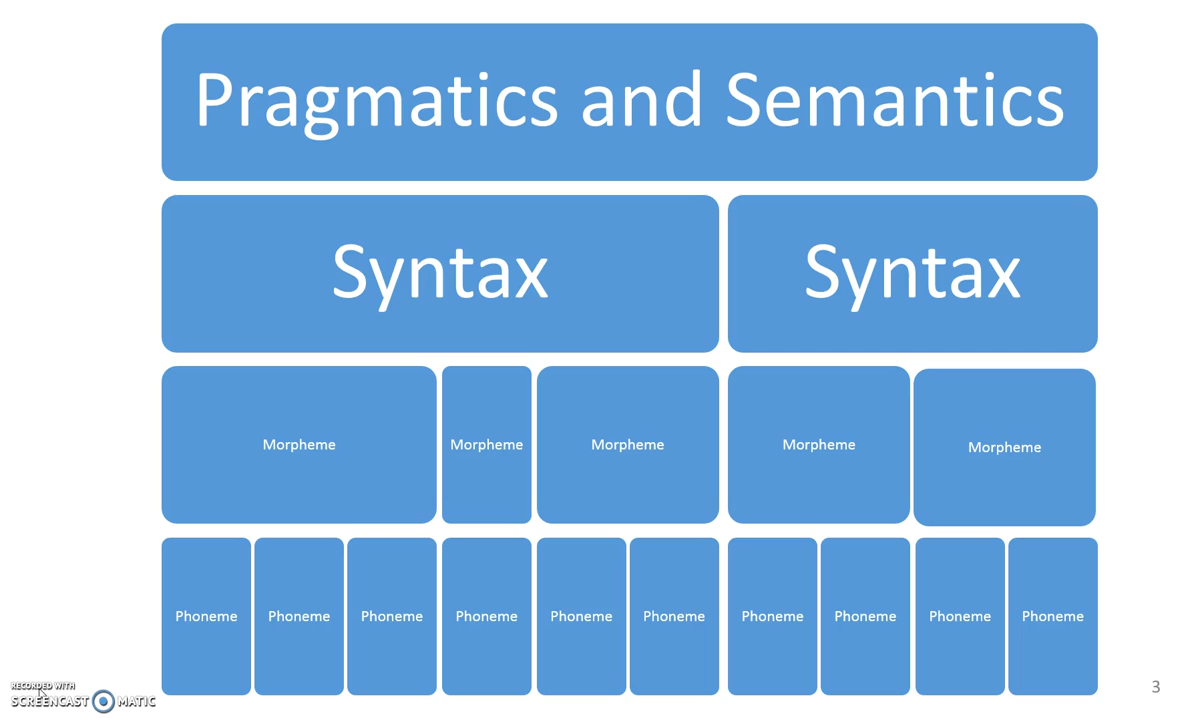 Pragmatics and Semantics
Syntax Syntax
Morpheme Morpheme Morpheme Morpheme Morpheme
Phoneme Phoneme Phoneme Phoneme Phoneme Phoneme Phoneme Phoneme Phoneme Phoneme
RECORDED WITH
SCREENCAST MATIC
3